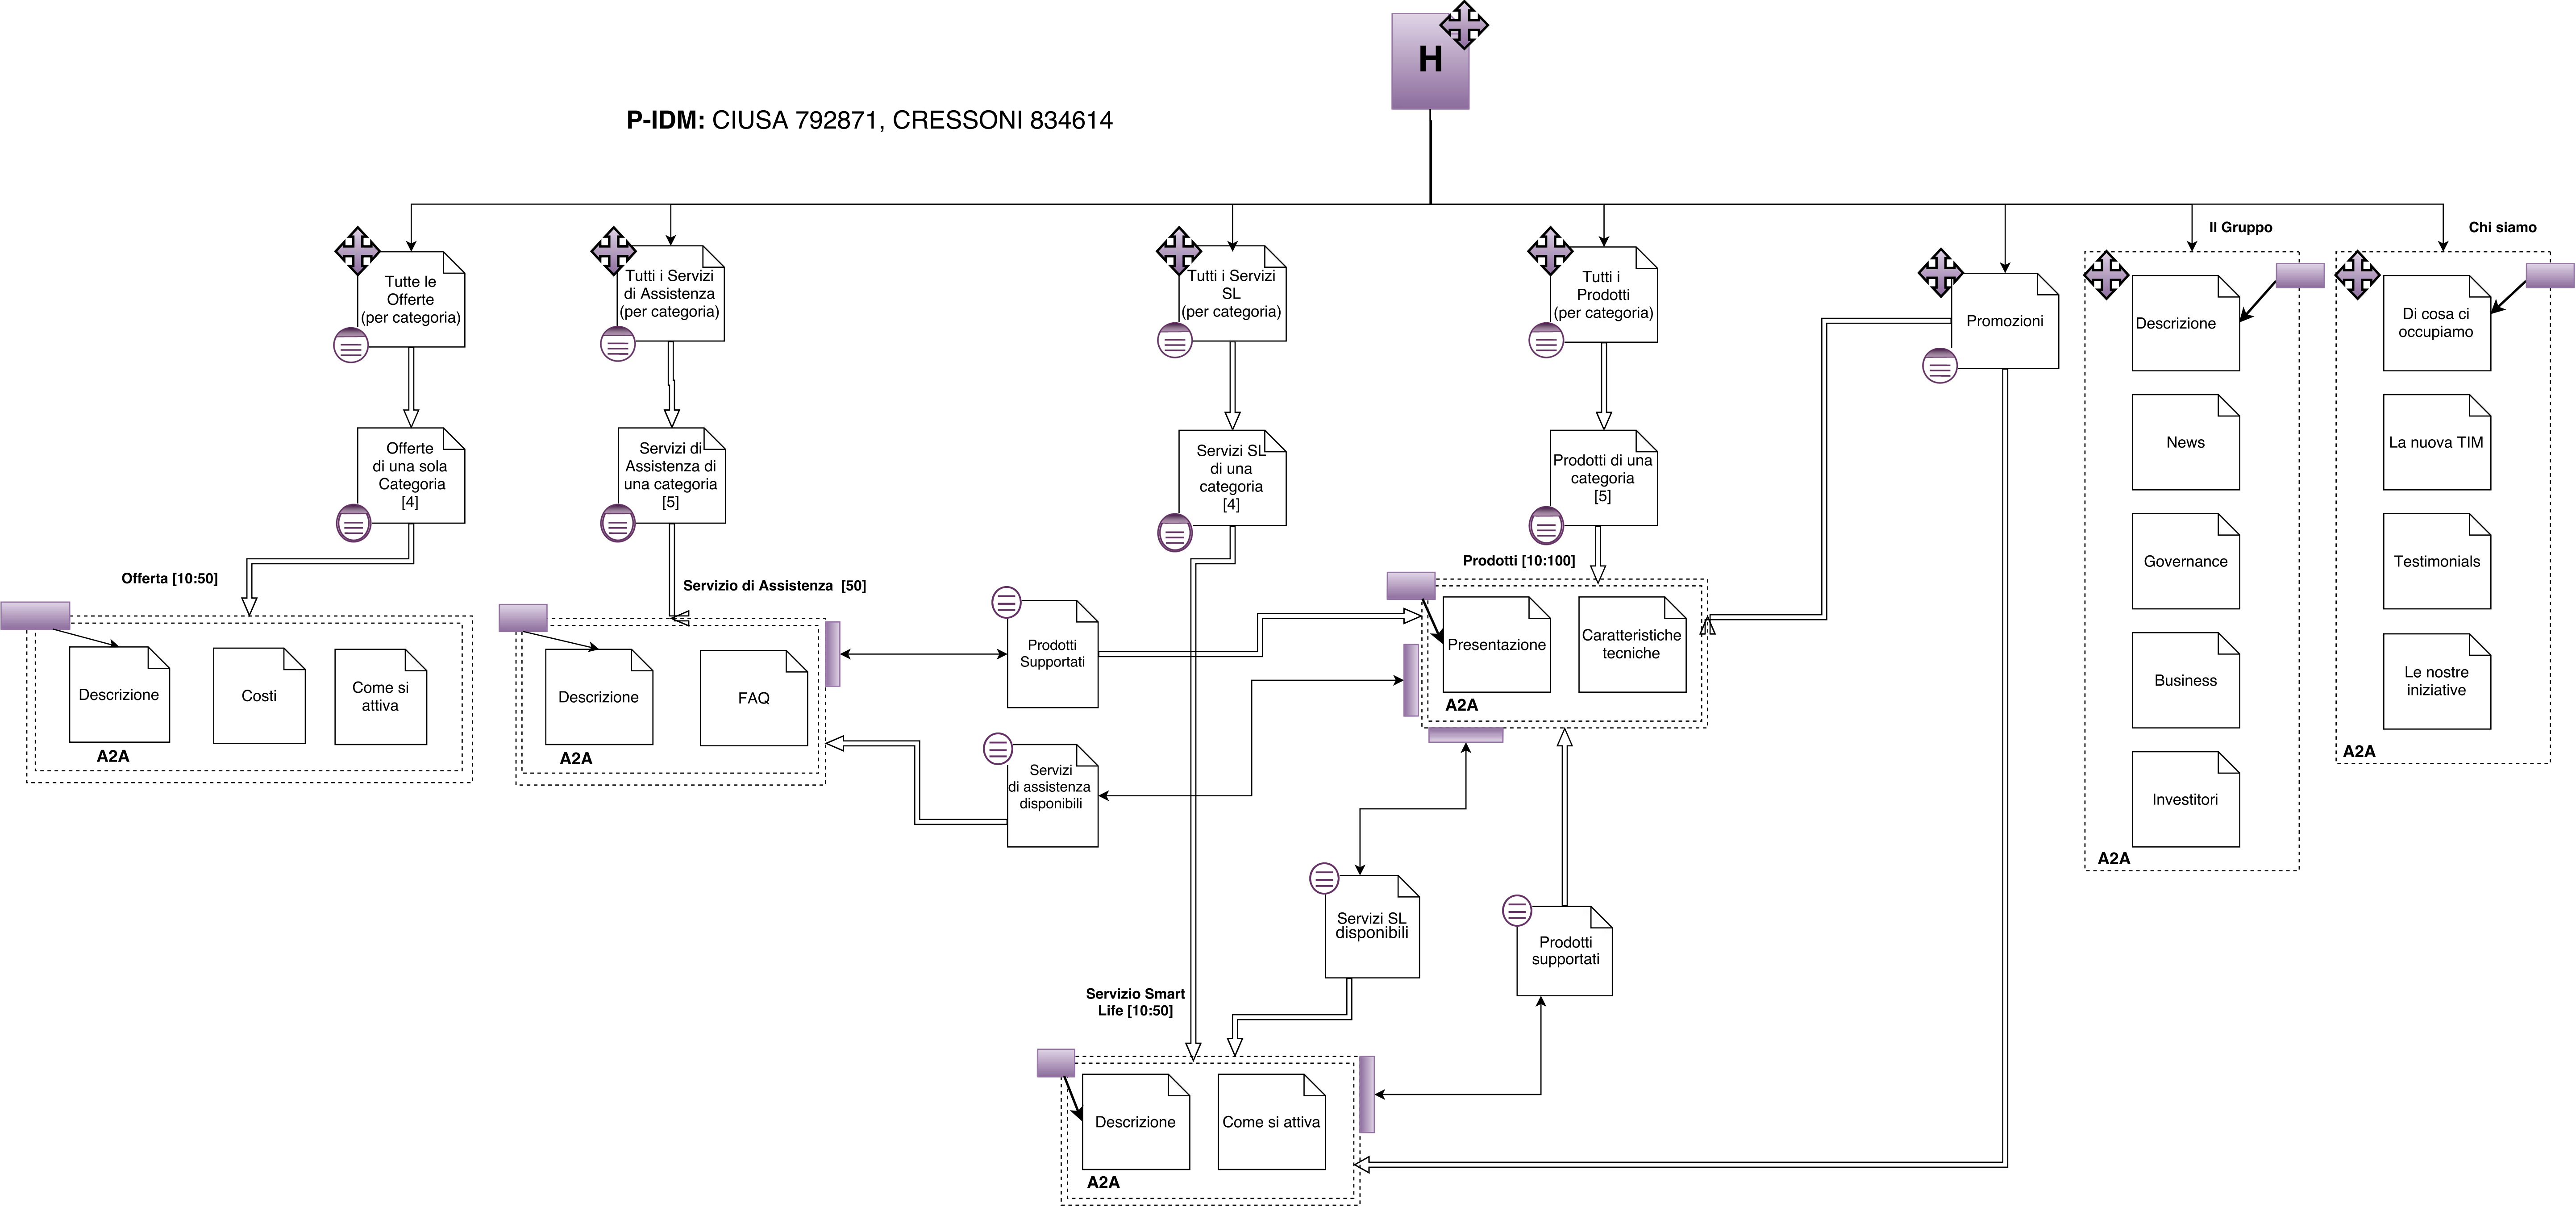 H
P-IDM: CIUSA 792871, CRESSONI 834614
Il Gruppo
Chi siamo
Tutte le
Offerte
(per categoria)
Tutti i Servizi
di Assistenza
(per categoria)
Tutti i Servizi
SL
(per categoria)
Tutti i
Prodotti
(per categoria)
Promozioni
Descrizione
Di cosa ci
occupiamo
Offerte
di una sola
Categoria
[4]
Servizi di
Assistenza di
una categoria
[5]
Servizi SL
di una
categoria
[4]
Prodotti di una
categoria
[5]
News
La nuova TIM
Governance
Testimonials
Business
Le nostre
iniziative
Investitori
A2A
A2A
Offerta [10:50]
Servizio di Assistenza [50]
Prodotti [10:100]
Descrizione
Costi
Come si
attiva
A2A
Descrizione
FAQ
A2A
Prodotti
Supportati
Presentazione
Caratteristiche
tecniche
A2A
Servizi
di assistenza
disponibili
Servizi SL
disponibili
Prodotti
supportati
Servizio Smart
Life [10:50]
Descrizione
Come si attiva
A2A